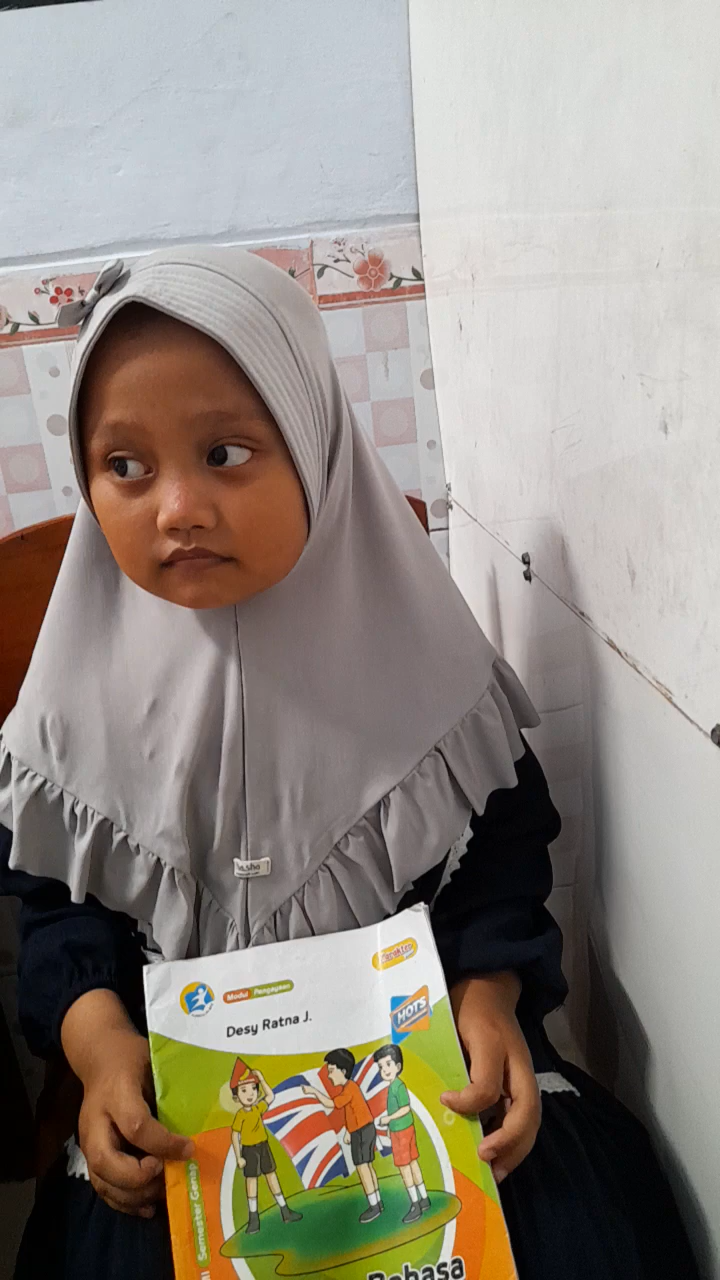 Modul Pengayaan
Desy Ratna J.
HOTS
Semester Genap
Bahasa